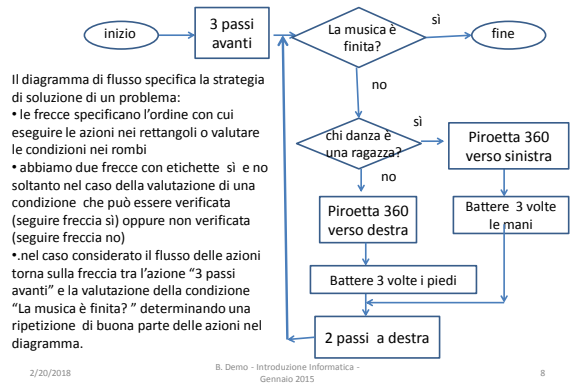 inizio
3 passi
avanti
La musica è
finita?
sì
fine
no
Il diagramma di flusso specifica la strategia
di soluzione di un problema:
• le frecce specificano l'ordine con cui
eseguire le azioni nei rettangoli o valutare
le condizioni nei rombi
• abbiamo due frecce con etichette sì e no
soltanto nel caso della valutazione di una
condizione che può essere verificata
(seguire freccia sì) oppure non verificata
(seguire freccia no)
•.nel caso considerato il flusso delle azioni
torna sulla freccia tra l'azione "3 passi
avanti" e la valutazione della condizione
"La musica è finita? " determinando una
ripetizione di buona parte delle azioni nel
diagramma.
chi danza è
una ragazza?
sì
Piroetta 360
verso sinistra
no
Piroetta 360
verso destra
Battere 3 volte
le mani
Battere 3 volte i piedi
2 passi a destra
2/20/2018
B. Demo - Introduzione Informatica -
Gennaio 2015
8